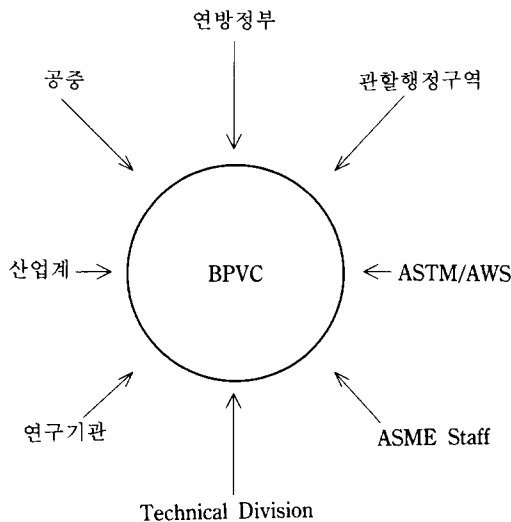 연방정부
공중
관할행정구역
산업계
BPVC
ASTM/AWS
연구기관
ASME Staff
Technical Division